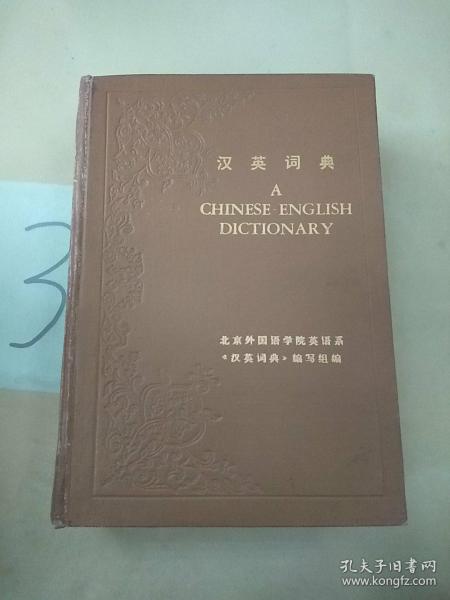 汉英词典
A
CHINESE-ENGLISH
DICTIONARY
北京外国语学院英语系
《汉英词典》编写组编
3
孔夫子旧书网
www.kongfz.com